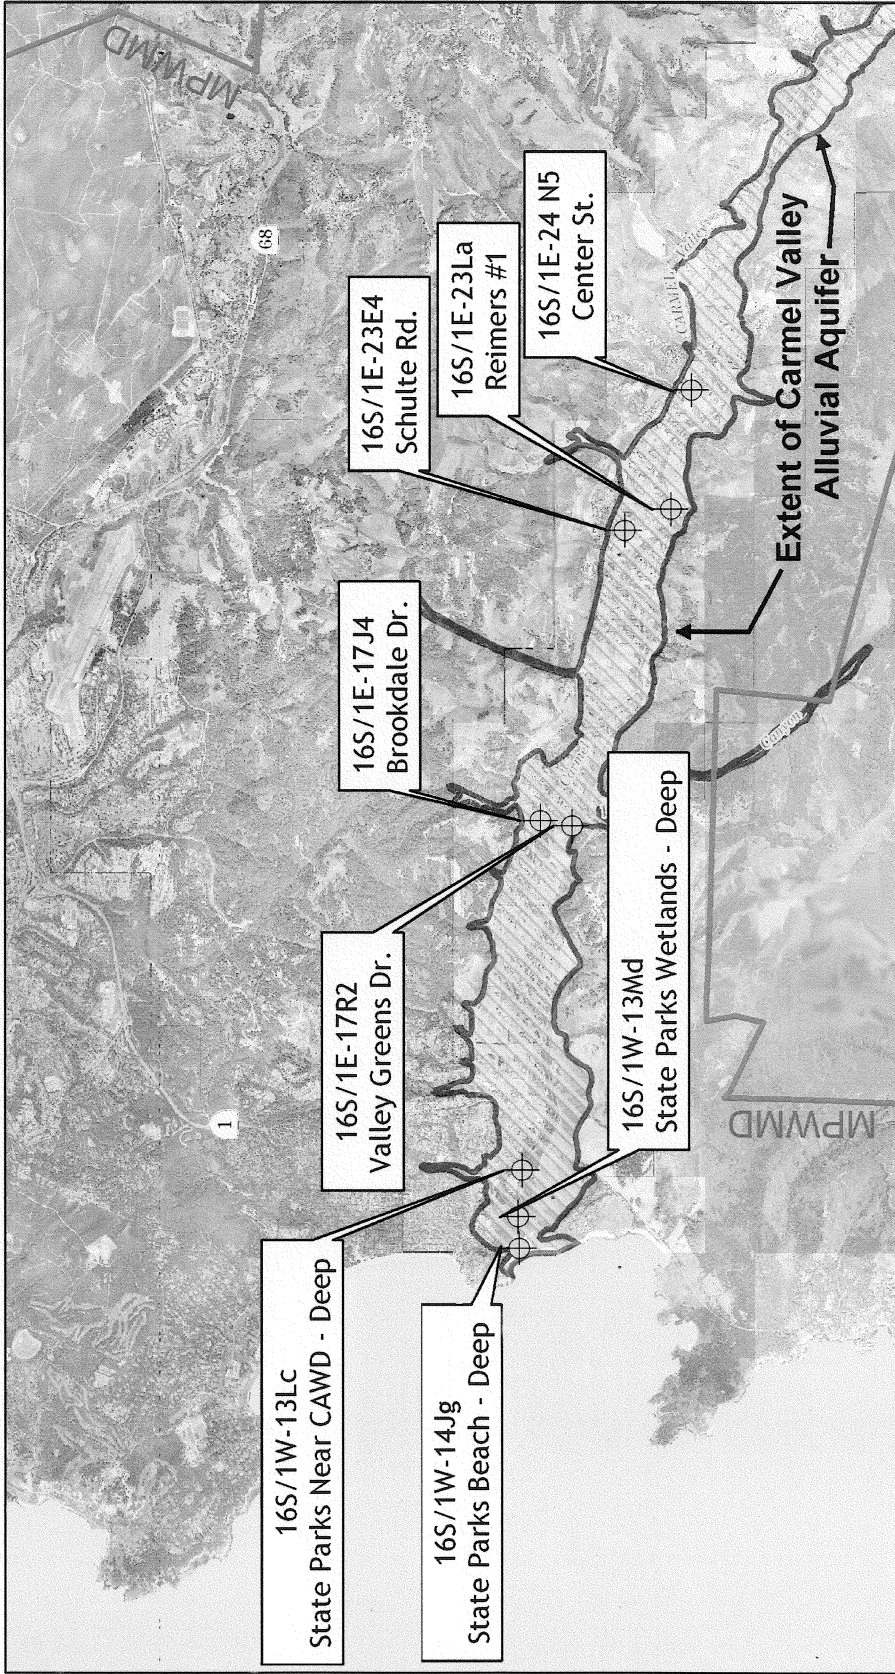 MPWMD
68
1
16S/1W-13Lc
State Parks Near CAWD - Deep
16S/1W-14Jg
State Parks Beach - Deep
16S/1E-17R2
Valley Greens Dr.
16S/1E-17J4
Brookdale Dr.
16S/1E-23E4
Schulte Rd.
16S/1E-23La
Reimers #1
16S/1E-24 N5
Center St.
CARMEL
Valley
16S/1W-13Md
State Parks Wetlands - Deep
Extent of Carmel Valley
Alluvial Aquifer
Canyon
MPWMD